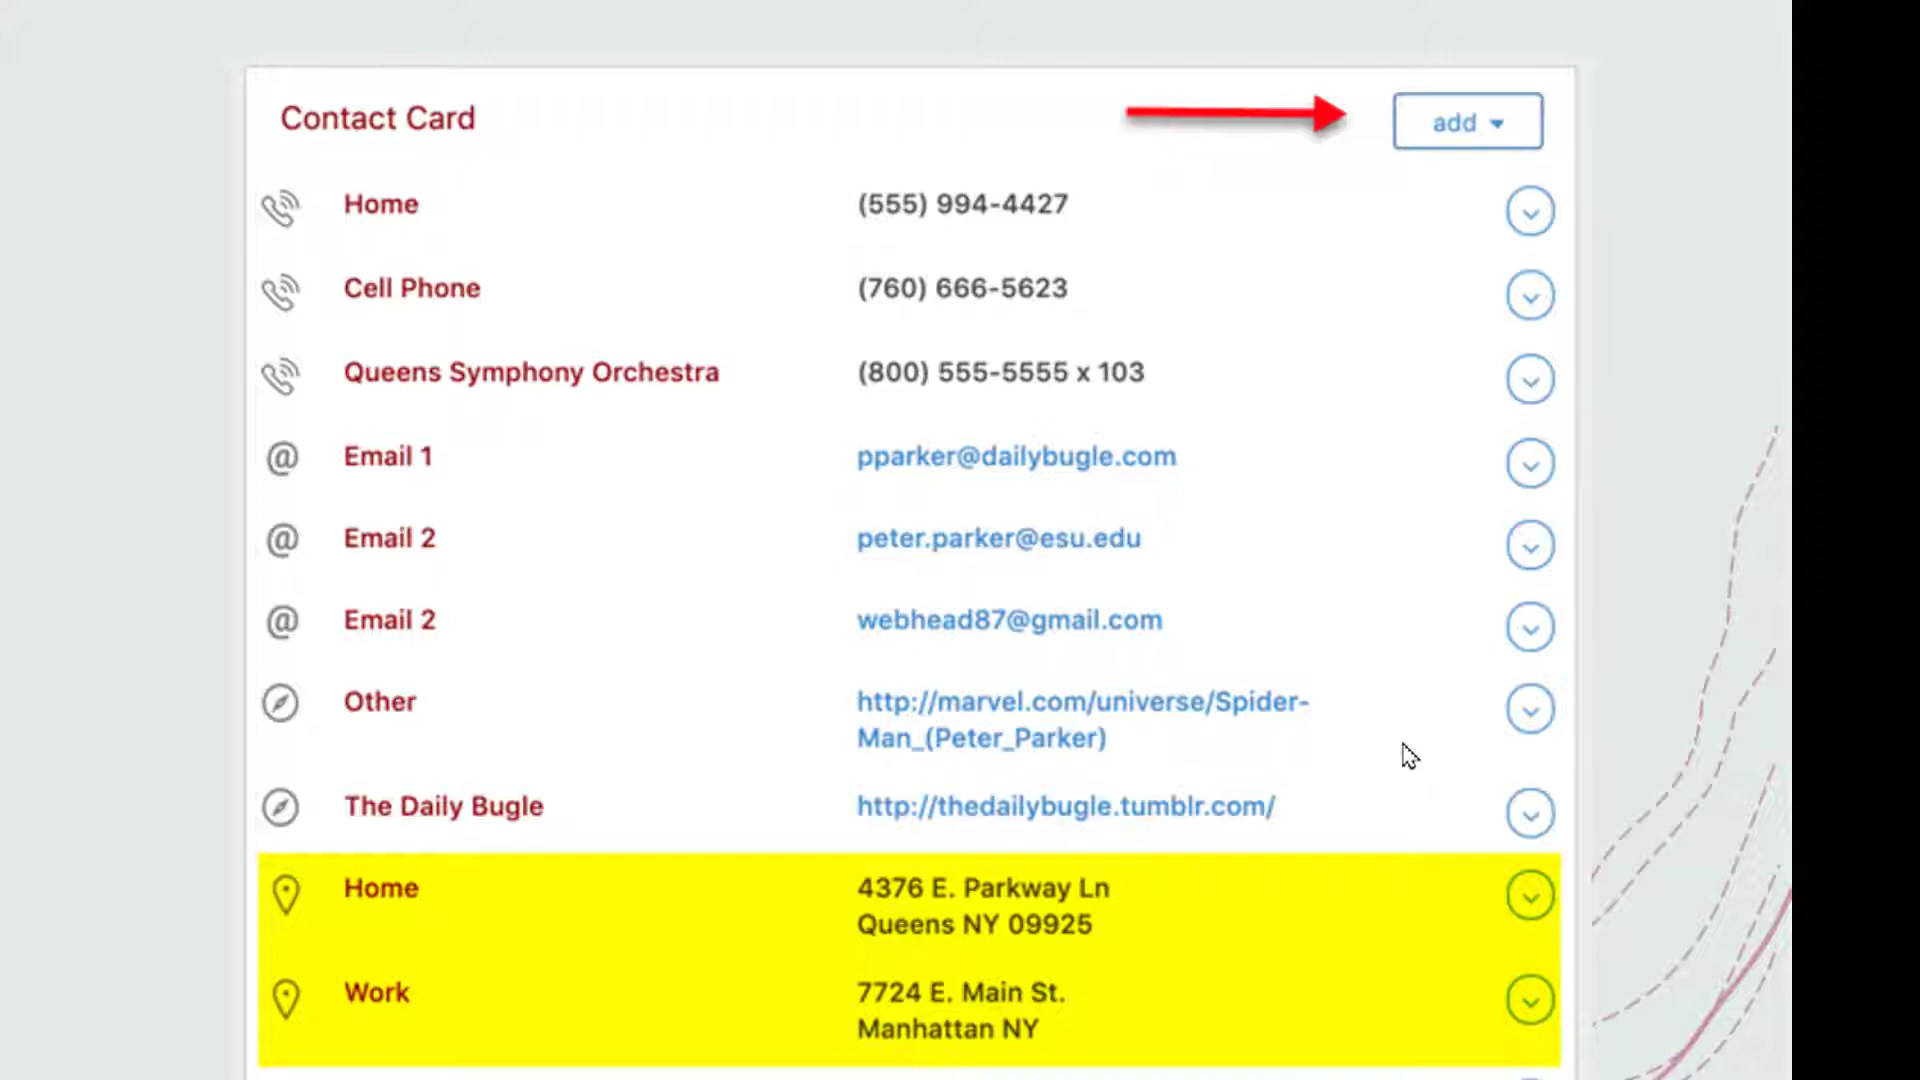 Contact Card
add
Home (555) 994-4427
Cell Phone (760) 666-5623
Queens Symphony Orchestra (800) 555-5555 x 103
@ Email 1 pparker@dailybugle.com
@ Email 2 peter.parker@esu.edu
@ Email 2 webhead87@gmail.com
Other http://marvel.com/universe/Spider-
Man_(Peter_Parker)
The Daily Bugle http://thedailybugle.tumblr.com/
Home 4376 E. Parkway Ln
Queens NY 09925
Work 7724 E. Main St.
Manhattan NY